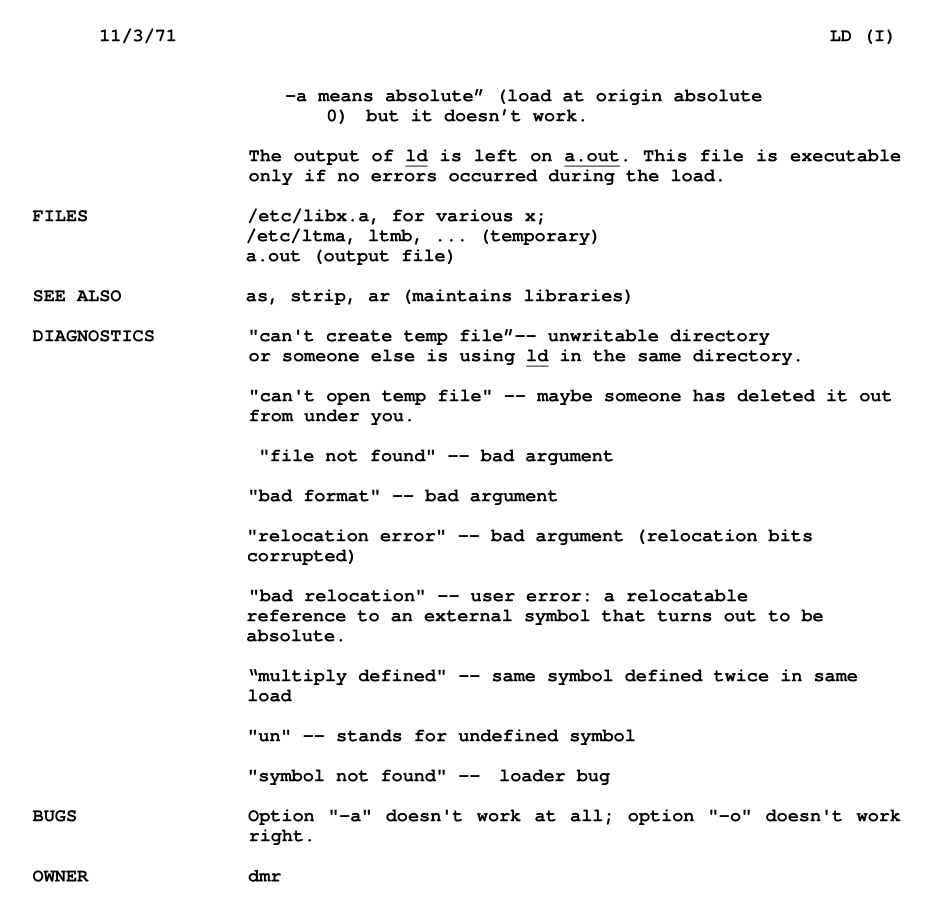 11/3/71 LD (I)
-a means absolute" (load at origin absolute
0) but it doesn't work.
The output of ld is left on a.out. This file is executable
only if no errors occurred during the load.
FILES /etc/libx.a, for various x;
/etc/ltma, ltmb, ... (temporary)
a.out (output file)
SEE ALSO as, strip, ar (maintains libraries)
DIAGNOSTICS "can't create temp file"-- unwritable directory
or someone else is using ld in the same directory.
"can't open temp file" -- maybe someone has deleted it out
from under you.
"file not found" -- bad argument
"bad format" -- bad argument
"relocation error" -- bad argument (relocation bits
corrupted)
"bad relocation" -- user error: a relocatable
reference to an external symbol that turns out to be
absolute.
"multiply defined" -- same symbol defined twice in same
load
"un" -- stands for undefined symbol
"symbol not found" -- loader bug
BUGS Option "-a" doesn't work at all; option "-o" doesn't work
right.
OWNER dmr